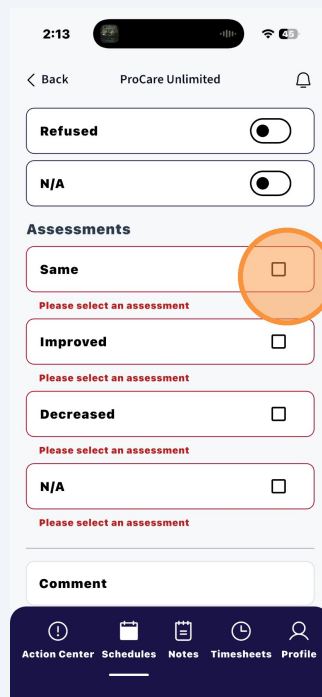 2:13
45
Back ProCare Unlimited
Refused
N/A
Assessments
Same
Please select an assessment
Improved
Please select an assessment
Decreased
Please select an assessment
N/A
Please select an assessment
Comment
Action Center Schedules Notes Timesheets Profile